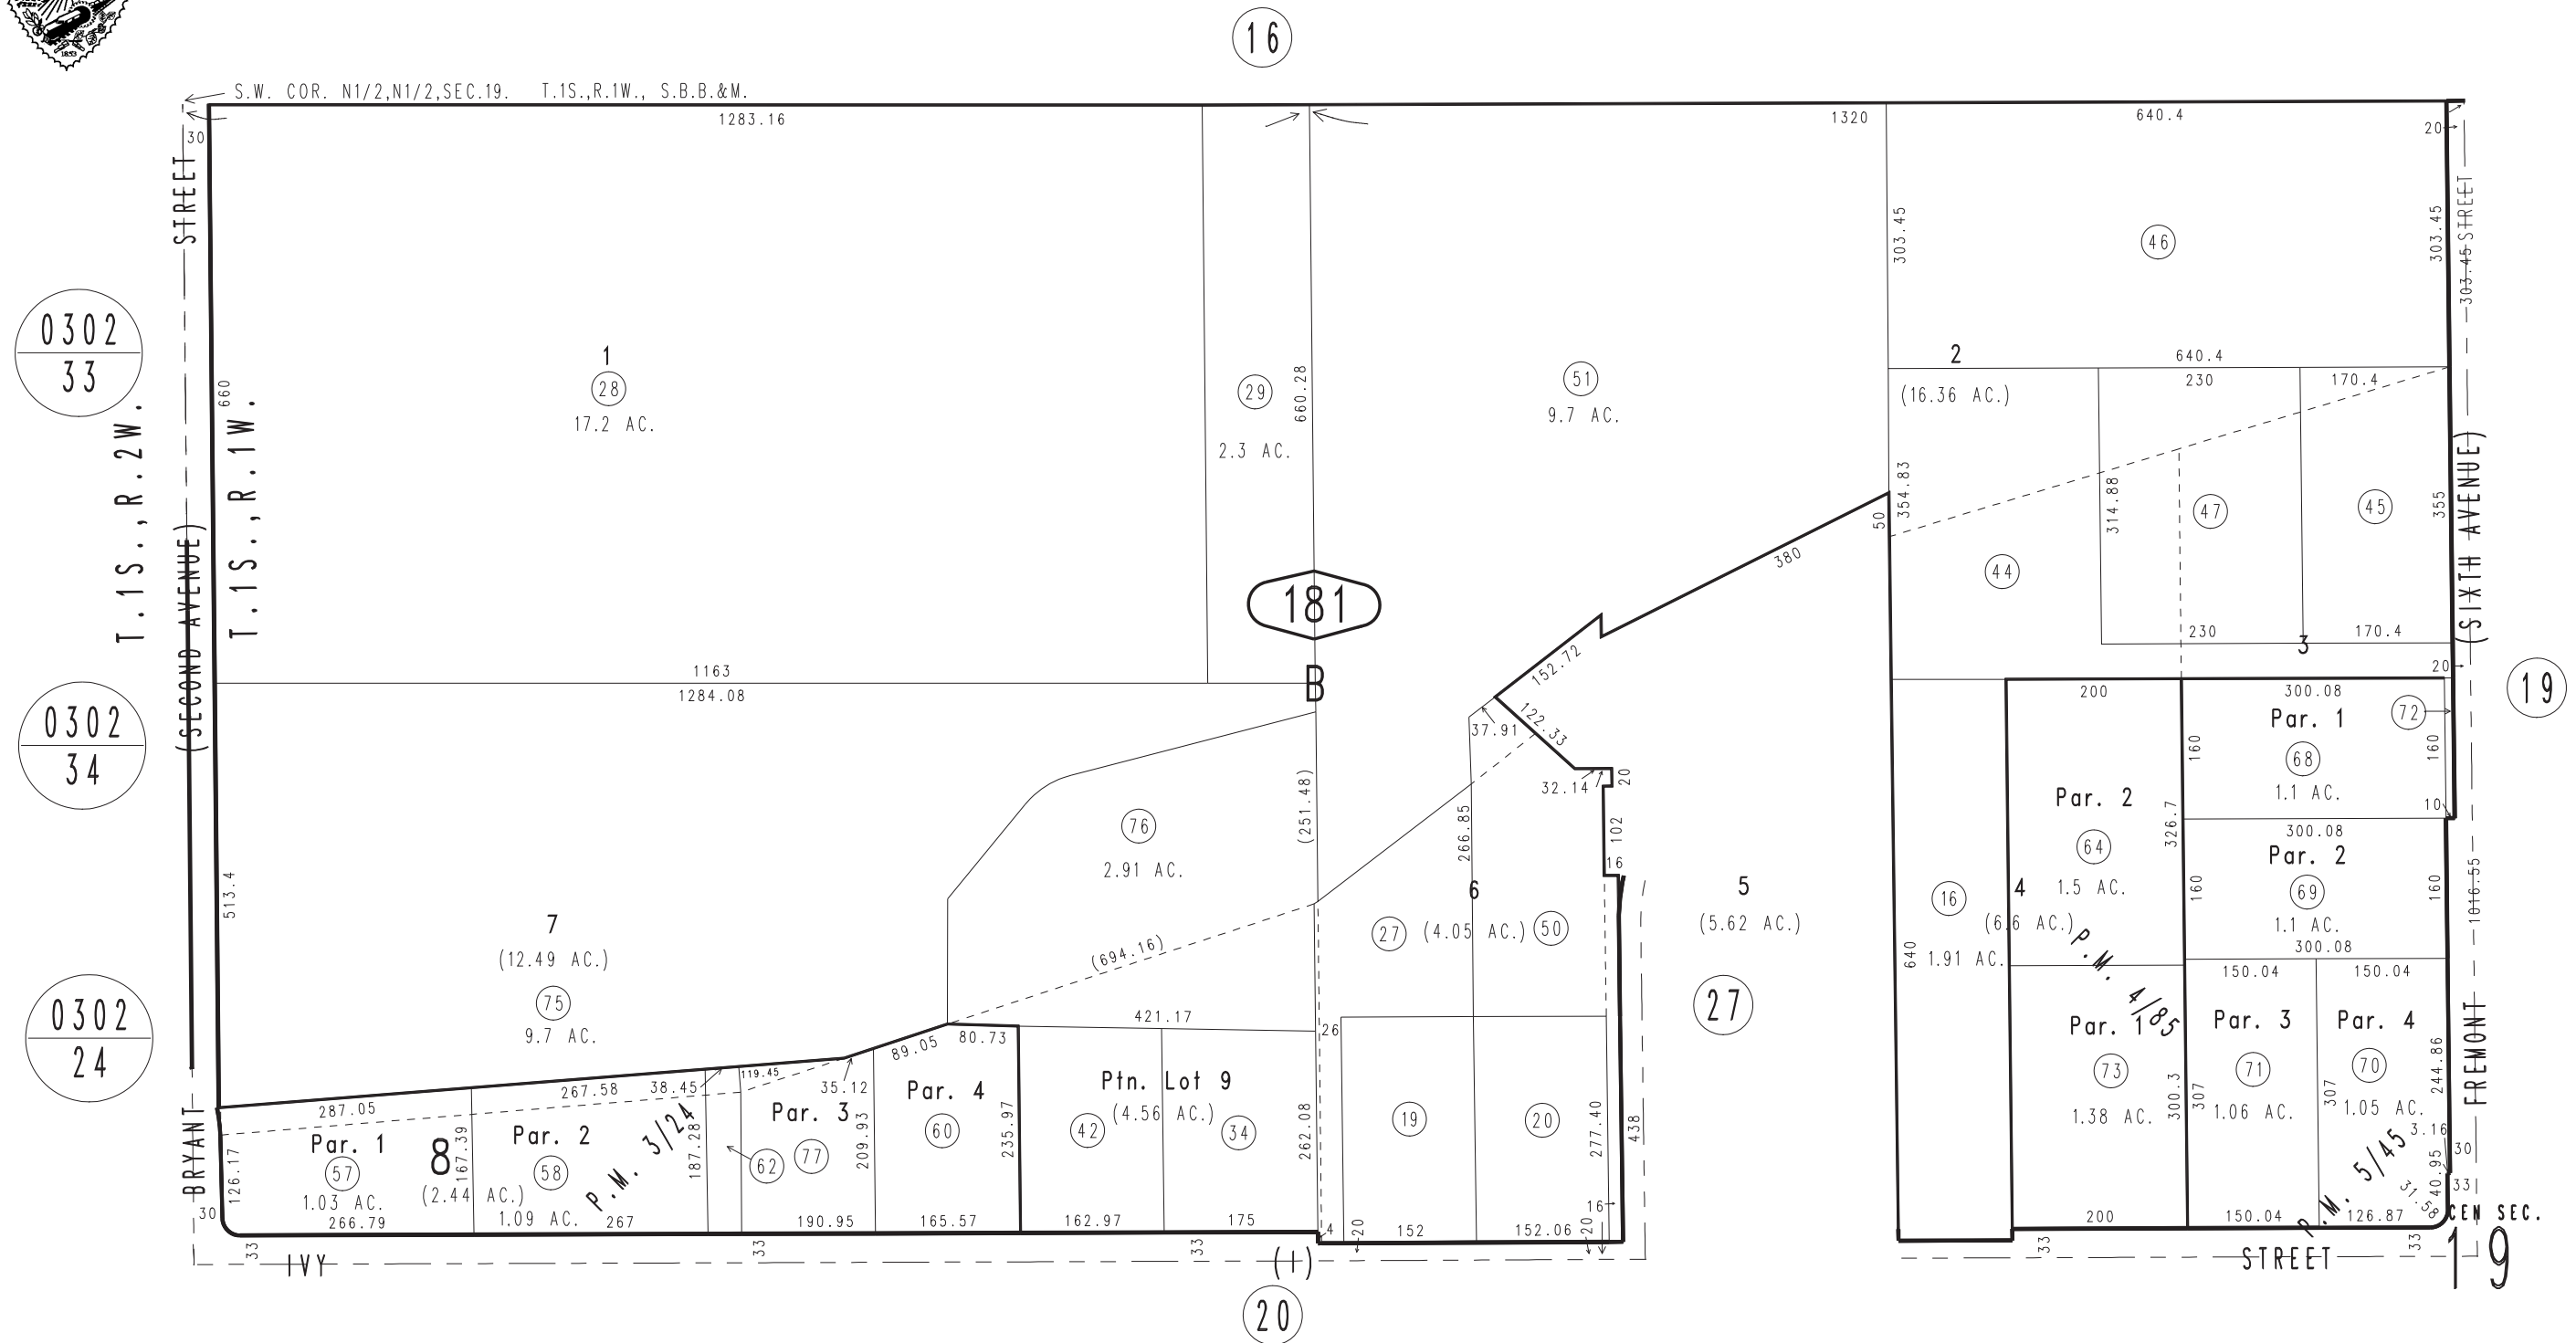 1853
16
S.W. COR. N1/2,N1/2,SEC.19. T.1S.,R.1W., S.B.B.&M.
30
1283.16
1320
640.4
20
STREET
303.45
303.45
303.45 STREET
46
0302
33
1
28
17.2 AC.
660
29
2.3 AC.
660.28
51
9.7 AC.
2
640.4
(16.36 AC.)
230
170.4
T.1S.,R.2W.
T.1S.,R.1W.
(SECOND AVENUE)
50
354.83
314.88
47
45
355
(SIXTH AVENUE)
380
44
181
230
170.4
3
20
1163
1284.08
B
152.72
37.91
122.33
0302
34
200
300.08
Par. 1
72
19
160
68
1.1 AC.
160
10
32.14
20
(251.48)
266.85
102
16
Par. 2
326.7
64
1.5 AC.
300.08
Par. 2
160
69
1.1 AC.
160
300.08
76
2.91 AC.
513.4
7
(12.49 AC.)
75
9.7 AC.
(694.16)
6
27
(4.05 AC.)
50
5
(5.62 AC.)
27
16
1.91 AC.
640
4
(6.6 AC.)
P.M. 4/85
1016.55
150.04
150.04
0302
24
421.17
26
80.73
89.05
35.12
119.45
38.45
267.58
287.05
Par. 1
57
1.03 AC.
126.17
8
(2.44 AC.)
167.39
Par. 2
58
1.09 AC.
P.M. 3/24
187.28
62
Par. 3
77
209.93
Par. 4
60
235.97
Ptn. Lot 9
(4.56 AC.)
42
34
262.08
19
20
277.40
438
Par. 1
73
1.38 AC.
300.3
Par. 3
71
1.06 AC.
307
Par. 4
70
1.05 AC.
307
244.86
FREMONT
3.16
30
40.95
31.58
33
P.M. 5/45
BRYANT
30
266.79
267
190.95
165.57
162.97
175
4
20
152
152.06
16
20
200
150.04
126.87
CEN SEC.
19
33
33
33
33
33
IVY
(I)
STREET
20